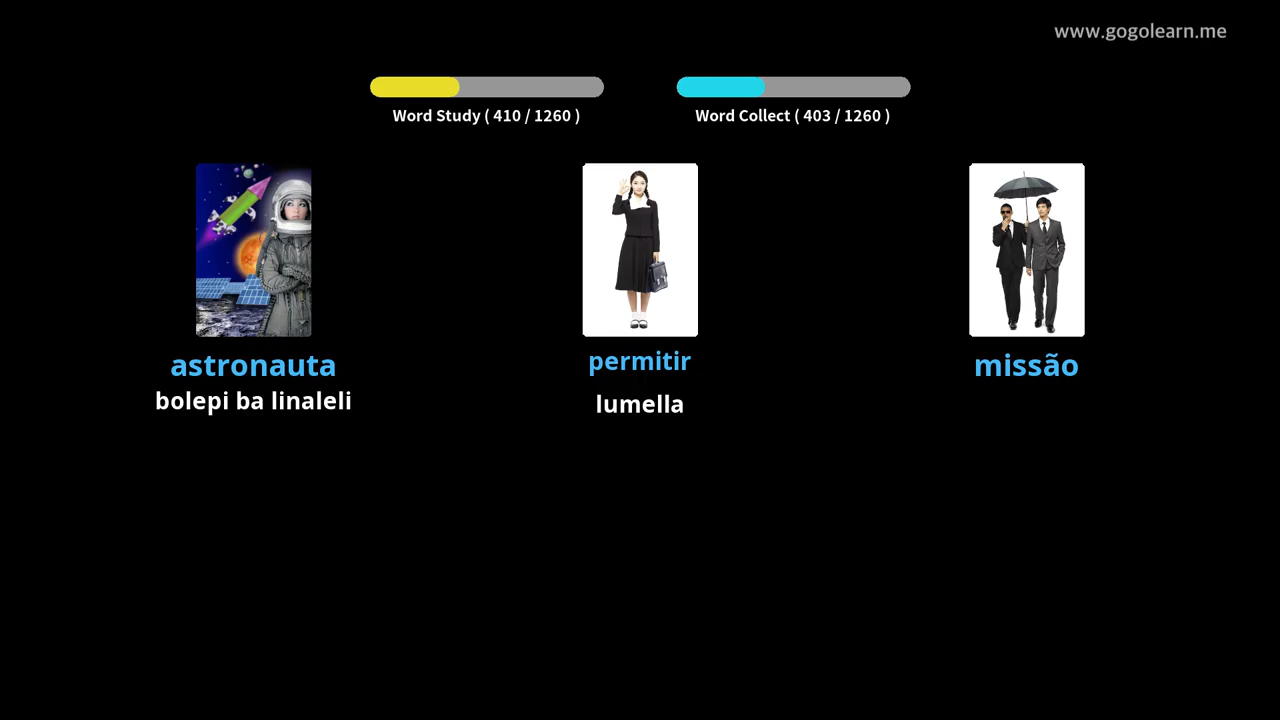 www.gogolearn.me
Word Study ( 410 / 1260 )
Word Collect ( 403 / 1260 )
astronauta
bolepi ba linaleli
permitir
lumella
missão